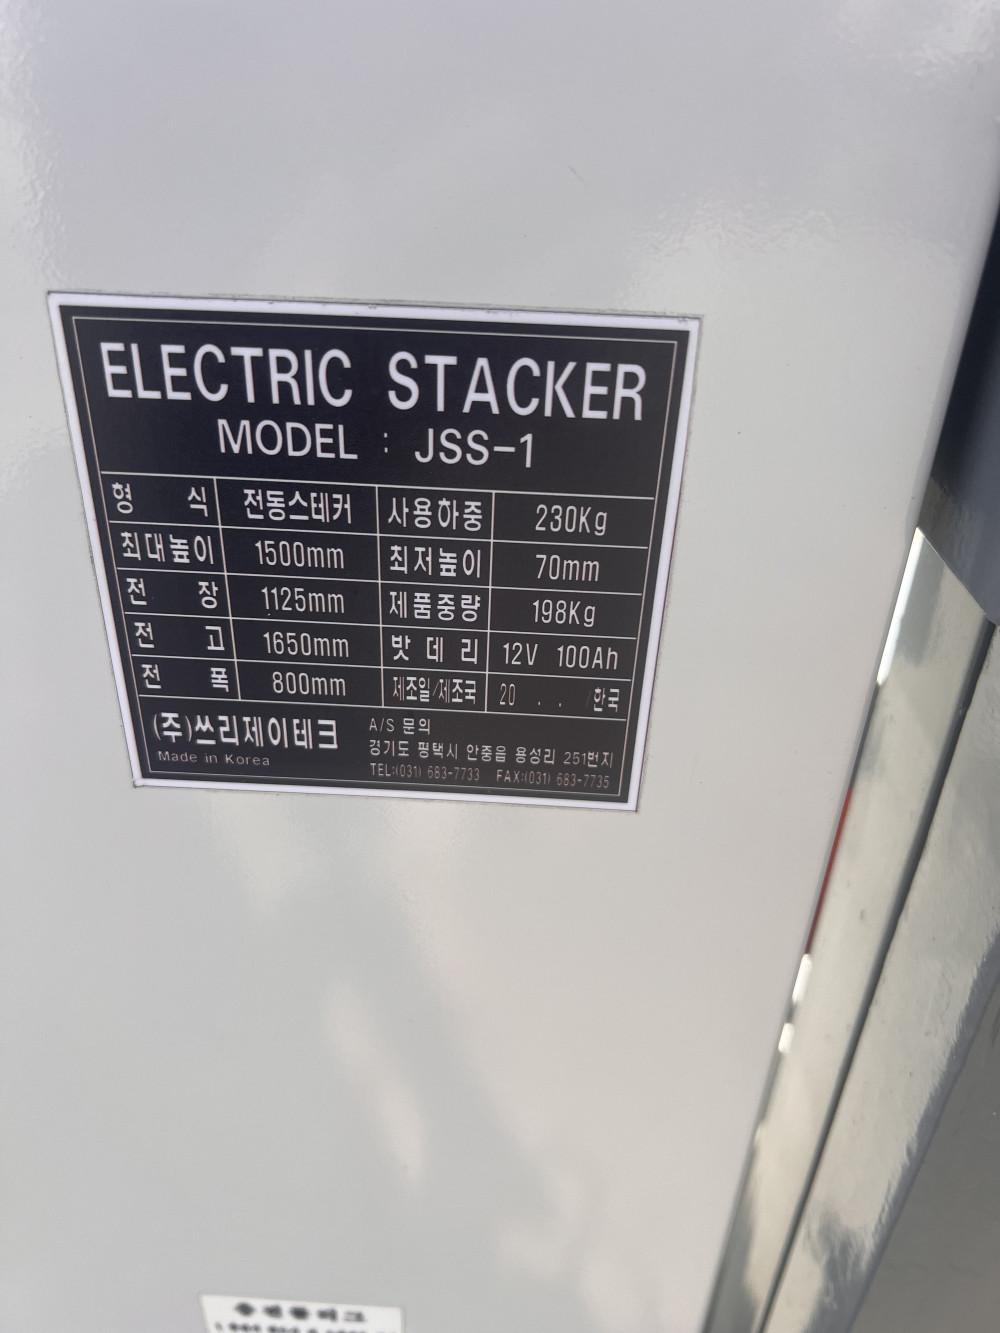 ELECTRIC STACKER
MODEL : JSS-1
형 식 전동스테커 사용하중 230Kg
최대높이 1500mm 최저높이 70mm
전 장 1125mm 제품중량 198Kg
전 고 1650mm 밧 데 리 12V 100Ah
전 폭 800mm 제조일/제조국 20 . . /한국
(주)쓰리제이테크
Made in Korea
A/S 문의
경기도 평택시 안중읍 용성리 251번지
TEL:(031) 683-7733 FAX:(031) 683-7735